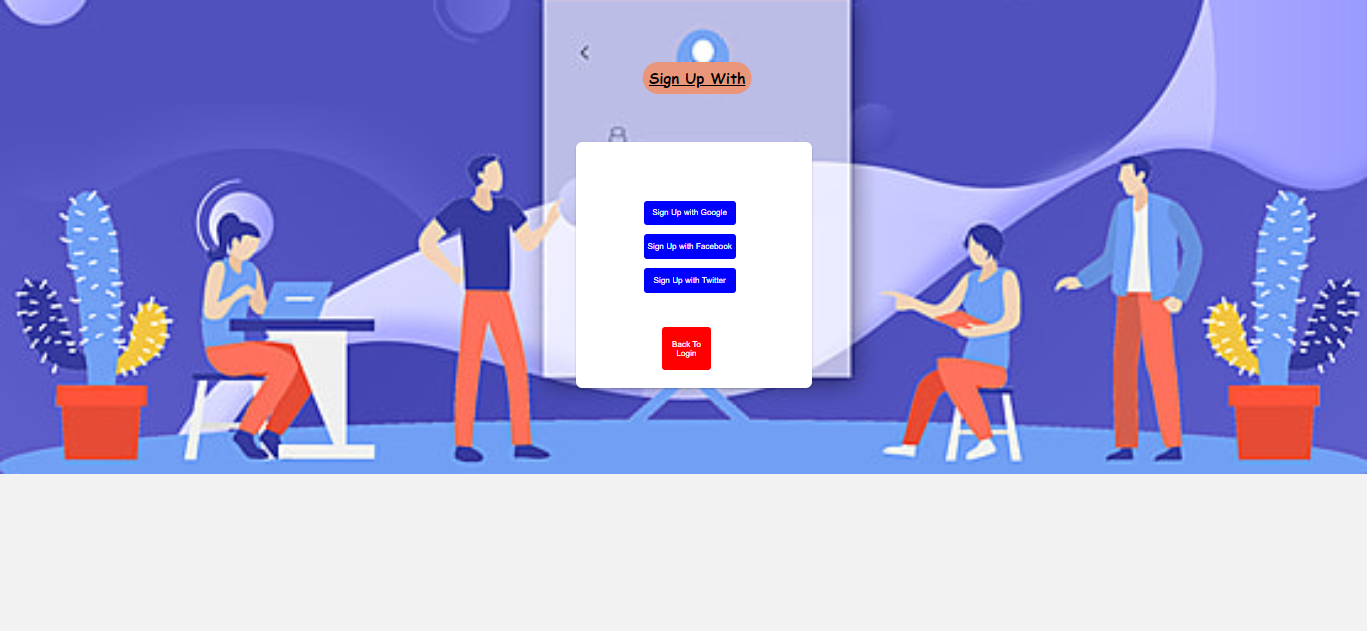 Sign Up With
Sign Up with Google
Sign Up with Facebook
Sign Up with Twitter
Back To
Login